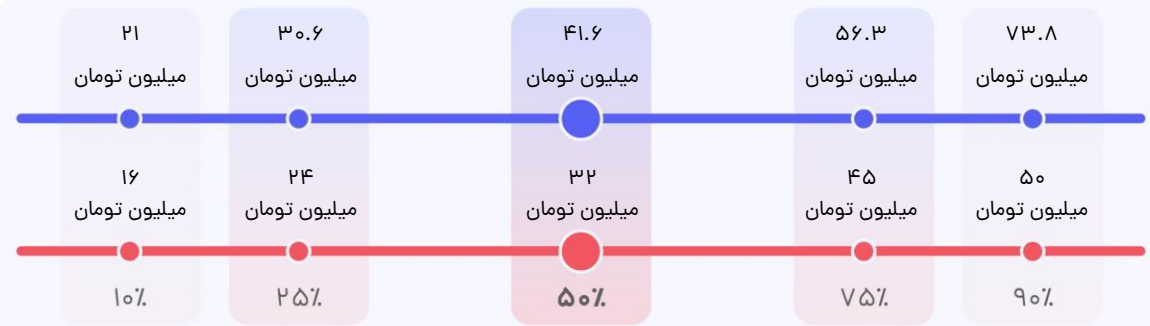 ۲۱ ۳۰.۶ ۴۱.۶ ۵۶.۳ ۷۳.۸
میلیون تومان میلیون تومان میلیون تومان میلیون تومان میلیون تومان
۱۶ ۲۴ ۳۲ ۴۵ ۵۰
میلیون تومان میلیون تومان میلیون تومان میلیون تومان میلیون تومان
۱۰٪ ۲۵٪ ۵۰٪ ۷۵٪ ۹۰٪